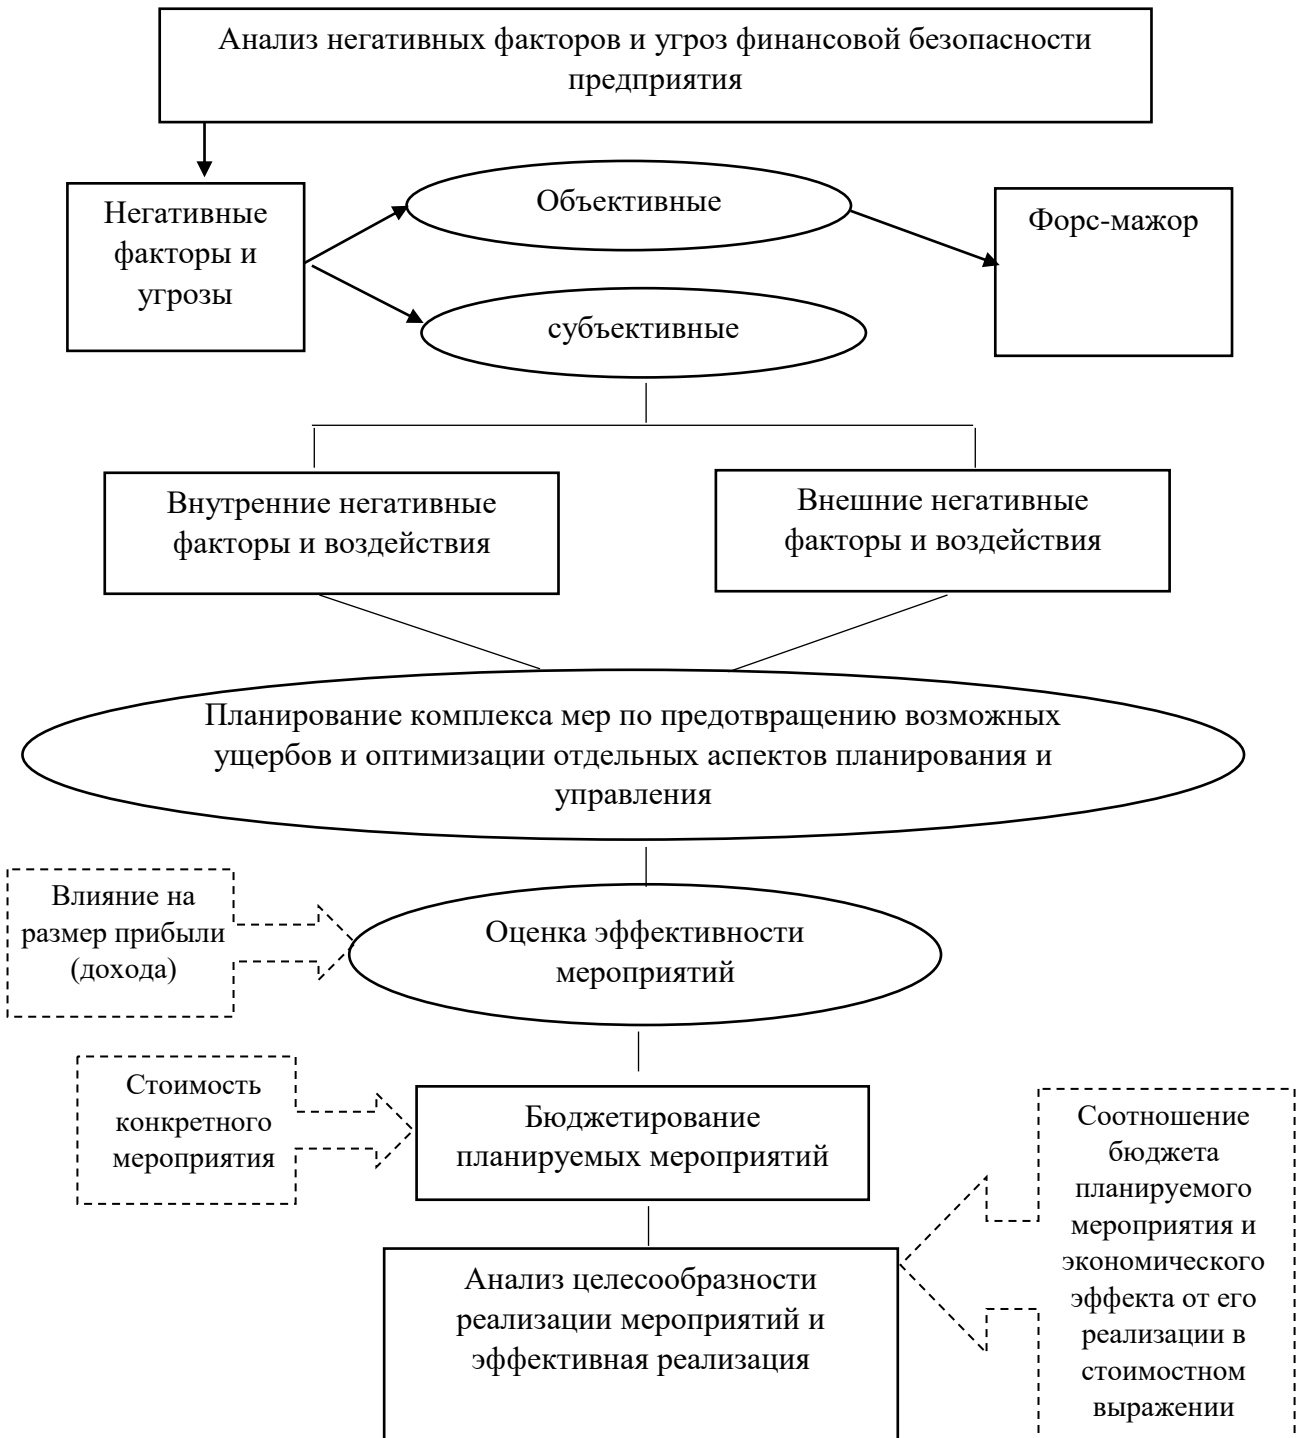 Анализ негативных факторов и угроз финансовой безопасности
предприятия
Негативные
факторы и
угрозы
Объективные
Форс-мажор
субъективные
Внутренние негативные
факторы и воздействия
Внешние негативные
факторы и воздействия
Планирование комплекса мер по предотвращению возможных
ущербов и оптимизации отдельных аспектов планирования и
управления
Влияние на
размер прибыли
(дохода)
Оценка эффективности
мероприятий
Стоимость
конкретного
мероприятия
Бюджетирование
планируемых мероприятий
Соотношение
бюджета
планируемого
мероприятия и
экономического
эффекта от его
реализации в
стоимостном
выражении
Анализ целесообразности
реализации мероприятий и
эффективная реализация